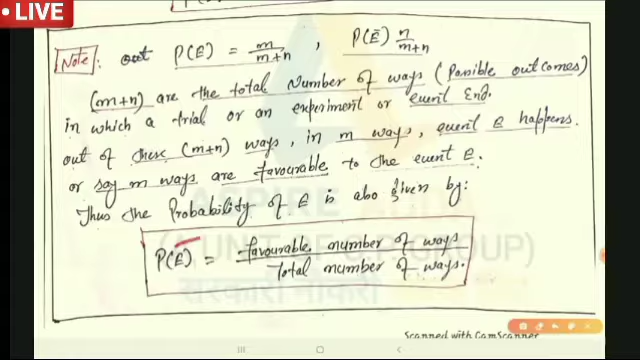 LIVE
Note: out P(E) = m/m+n , P(Ē) n/m+n
(m+n) are the total Number of ways (Possible outcomes)
in which a trial or an experiment or event End.
out of these (m+n) ways, in m ways, event E happens.
or say m ways are favourable to the event E.
Thus the Probability of E is also given by:
P(E) = favourable number of ways / Total number of ways.
सरकारी नौकरी
Scanned with CamScanner